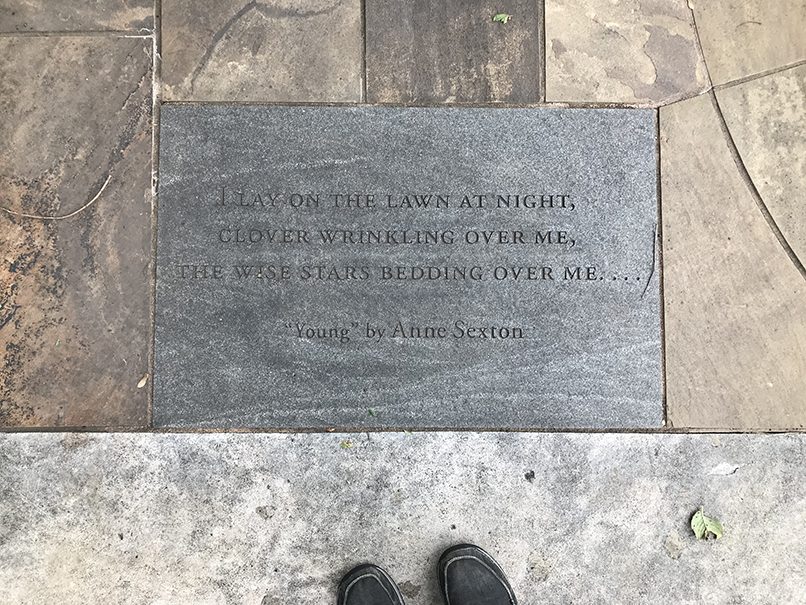 I LAY ON THE LAWN AT NIGHT,
CLOVER WRINKLING OVER ME,
THE WISE STARS BEDDING OVER ME. . . .
“Young” by Anne Sexton